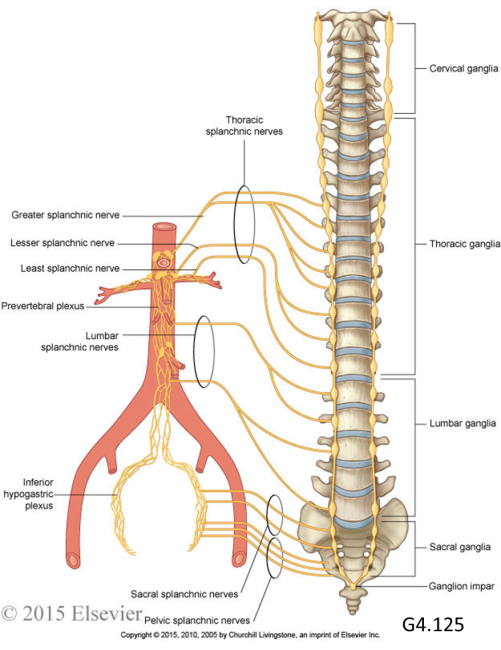 Cervical ganglia
Thoracic
splanchnic nerves
Greater splanchnic nerve
Lesser splanchnic nerve
Thoracic ganglia
Least splanchnic nerve
Prevertebral plexus
Lumbar
splanchnic nerves
Lumbar ganglia
Inferior
hypogastric
plexus
Sacral ganglia
Ganglion impar
Sacral splanchnic nerves
Pelvic splanchnic nerves
© 2015 Elsevier
Copyright © 2015, 2010, 2005 by Churchill Livingstone, an imprint of Elsevier Inc.
G4.125